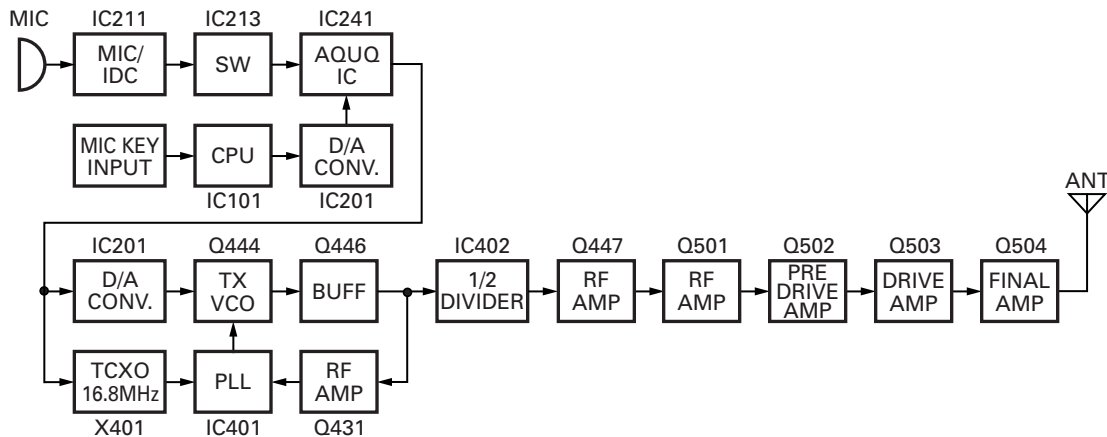 MIC
IC211
IC213
IC241
MIC/
IDC
SW
AQUQ
IC
MIC KEY
INPUT
CPU
D/A
CONV.
IC101
IC201
ANT
IC201
Q444
Q446
IC402
Q447
Q501
Q502
Q503
Q504
D/A
CONV.
TX
VCO
BUFF
1/2
DIVIDER
RF
AMP
RF
AMP
PRE
DRIVE
AMP
DRIVE
AMP
FINAL
AMP
TCXO
16.8MHz
PLL
RF
AMP
X401
IC401
Q431